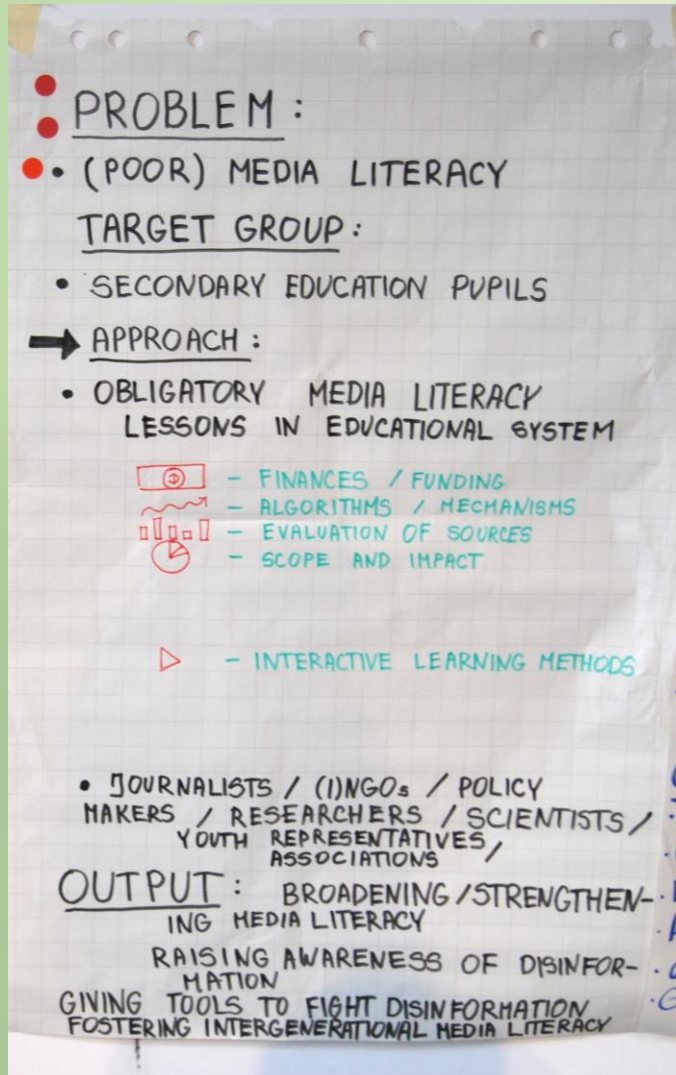 PROBLEM :
• (POOR) MEDIA LITERACY
TARGET GROUP :
• SECONDARY EDUCATION PUPILS
→ APPROACH :
• OBLIGATORY MEDIA LITERACY
LESSONS IN EDUCATIONAL SYSTEM
- FINANCES / FUNDING
- ALGORITHMS / MECHANISMS
- EVALUATION OF SOURCES
- SCOPE AND IMPACT
- INTERACTIVE LEARNING METHODS
• JOURNALISTS / (I)NGOs / POLICY
MAKERS / RESEARCHERS / SCIENTISTS /
YOUTH REPRESENTATIVES,
ASSOCIATIONS /
OUTPUT : BROADENING / STRENGTHEN-
ING MEDIA LITERACY
RAISING AWARENESS OF DISINFOR-
MATION
GIVING TOOLS TO FIGHT DISINFORMATION
FOSTERING INTERGENERATIONAL MEDIA LITERACY